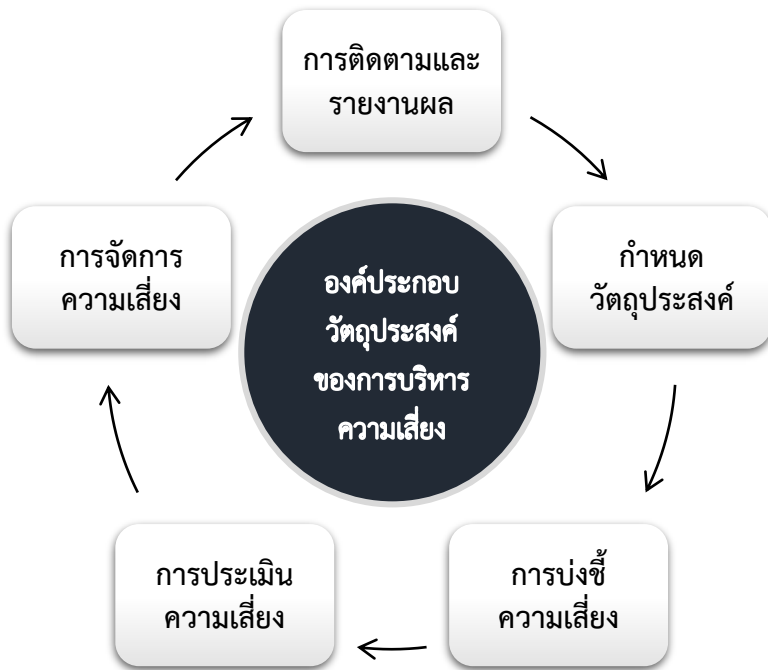 การติดตามและ
รายงานผล
กำหนด
วัตถุประสงค์
การบ่งชี้
ความเสี่ยง
การประเมิน
ความเสี่ยง
การจัดการ
ความเสี่ยง
องค์ประกอบ
วัตถุประสงค์
ของการบริหาร
ความเสี่ยง